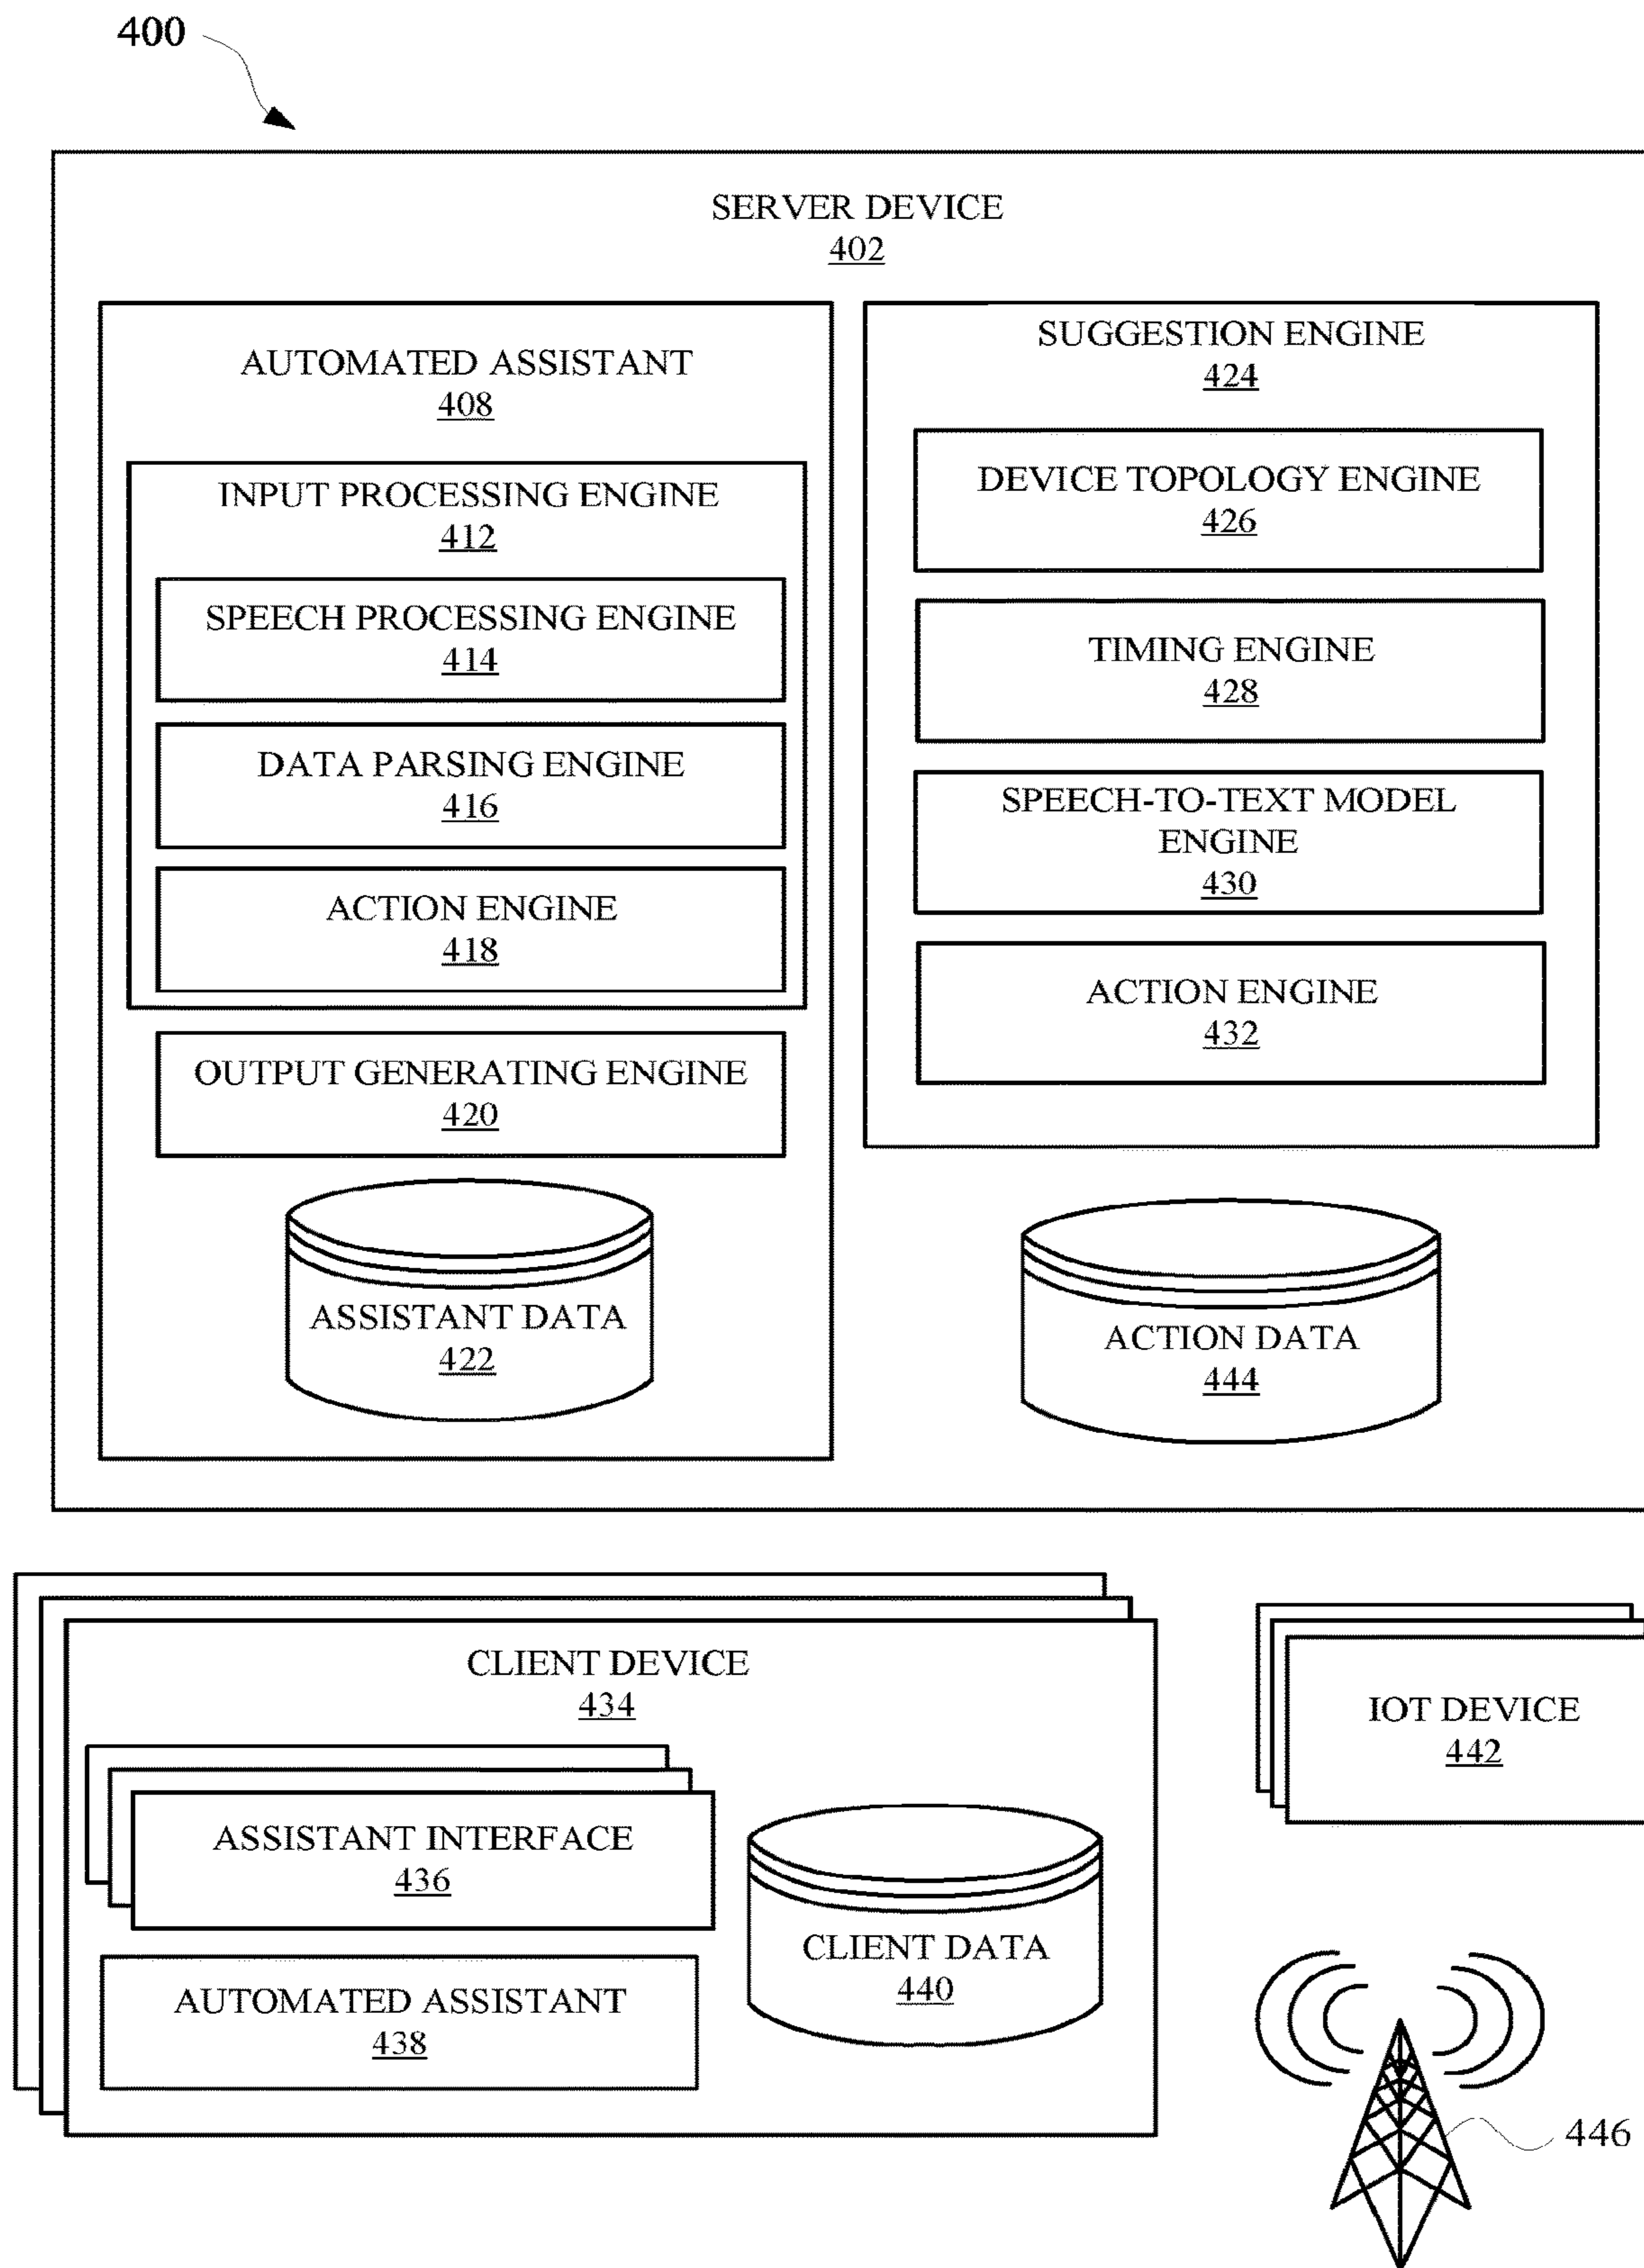 400
SERVER DEVICE
402
AUTOMATED ASSISTANT
408
INPUT PROCESSING ENGINE
412
SPEECH PROCESSING ENGINE
414
DATA PARSING ENGINE
416
ACTION ENGINE
418
OUTPUT GENERATING ENGINE
420
ASSISTANT DATA
422
SUGGESTION ENGINE
424
DEVICE TOPOLOGY ENGINE
426
TIMING ENGINE
428
SPEECH-TO-TEXT MODEL
ENGINE
430
ACTION ENGINE
432
ACTION DATA
444
CLIENT DEVICE
434
ASSISTANT INTERFACE
436
AUTOMATED ASSISTANT
438
CLIENT DATA
440
IOT DEVICE
442
446